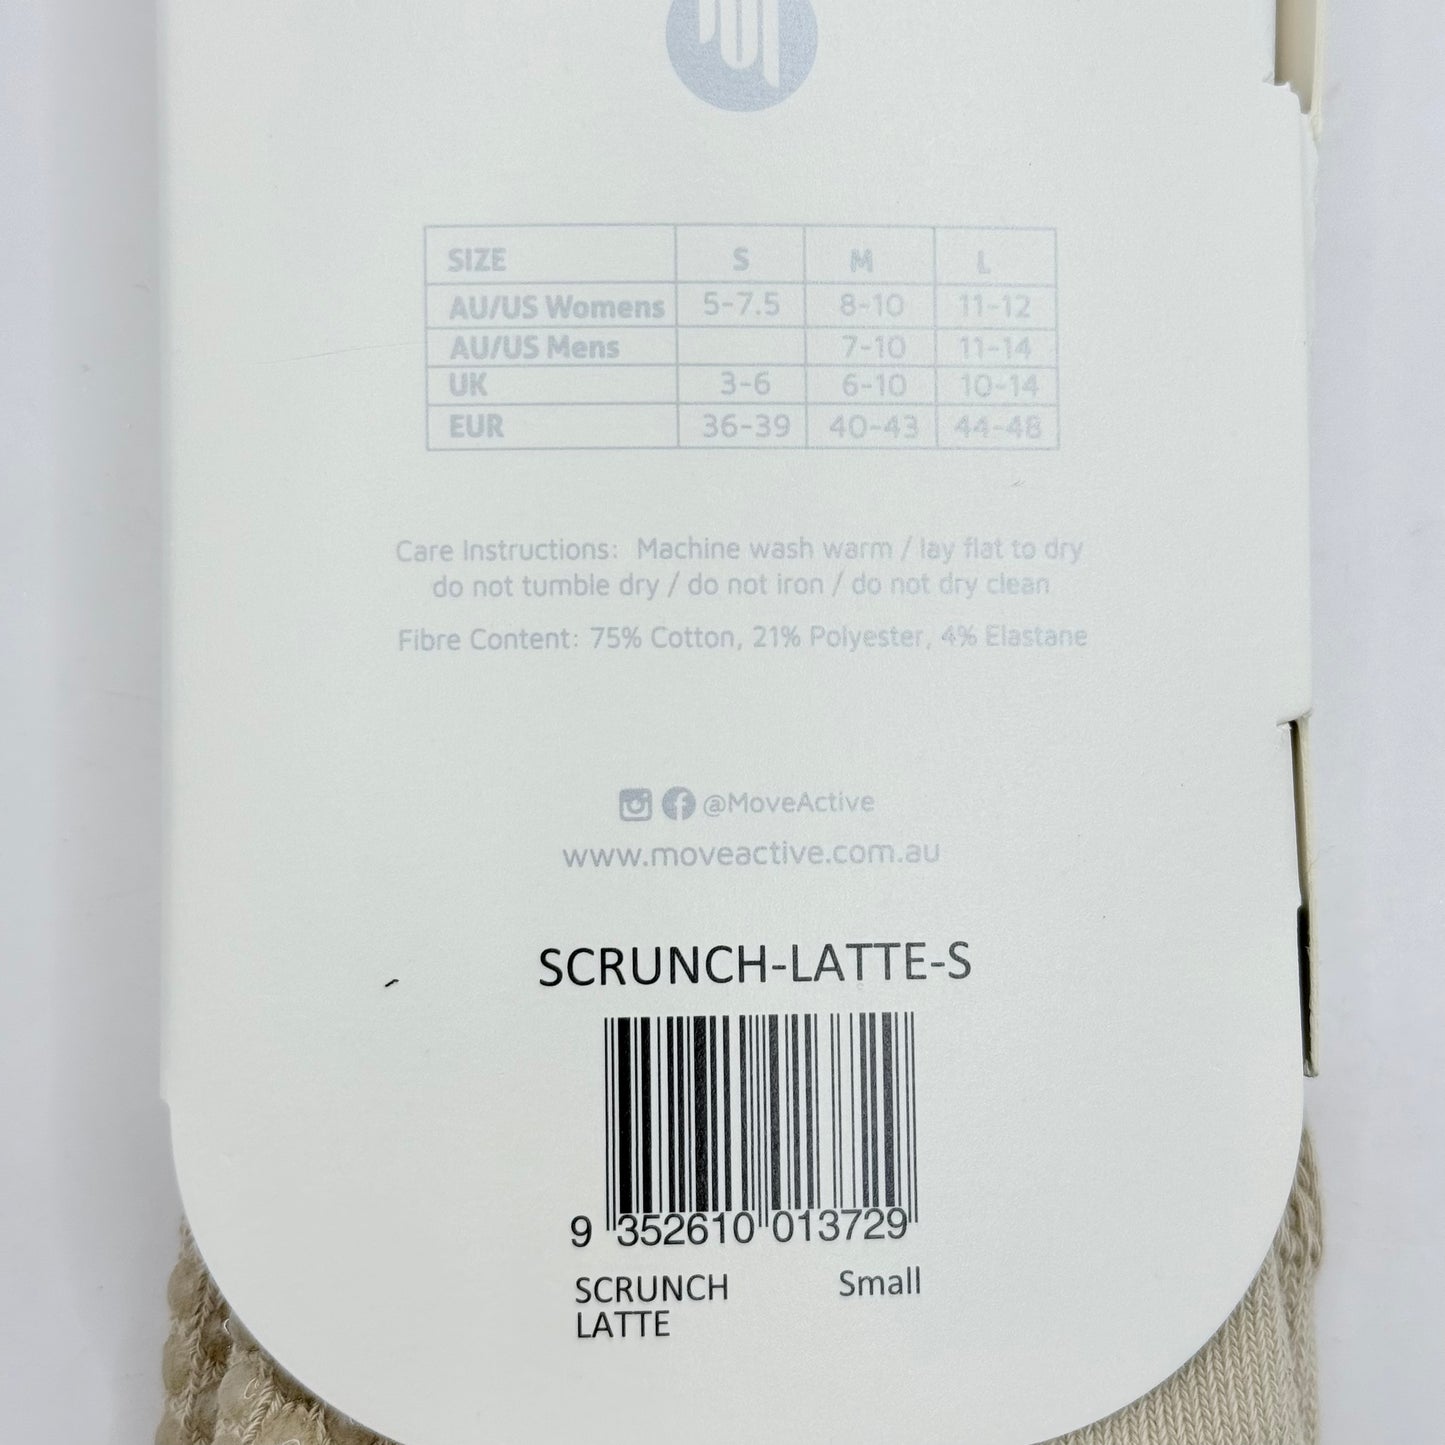 SIZE S M L
AU/US Womens 5-7.5 8-10 11-12
AU/US Mens 7-10 11-14
UK 3-6 6-10 10-14
EUR 36-39 40-43 44-48
Care Instructions: Machine wash warm / lay flat to dry
do not tumble dry / do not iron / do not dry clean
Fibre Content: 75% Cotton, 21% Polyester, 4% Elastane
@MoveActive
www.moveactive.com.au
SCRUNCH-LATTE-S
9 352610 013729
SCRUNCH Small
LATTE